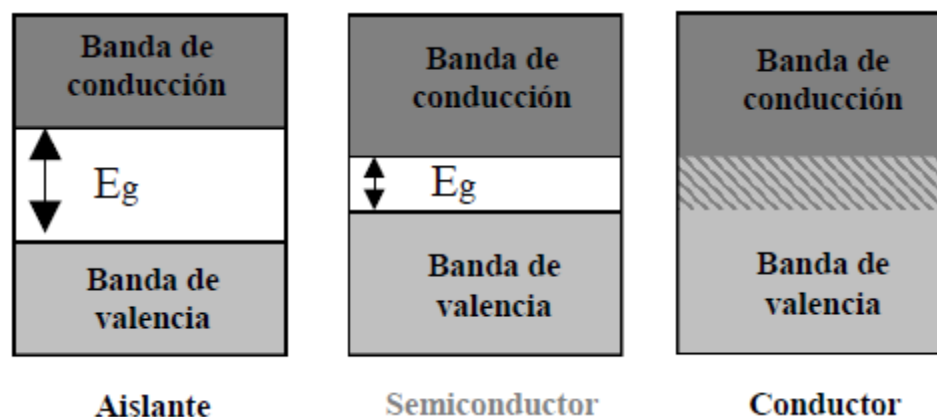 Banda de
conducción
Eg
Banda de
valencia
Aislante
Banda de
conducción
Eg
Banda de
valencia
Semiconductor
Banda de
conducción
Banda de
valencia
Conductor